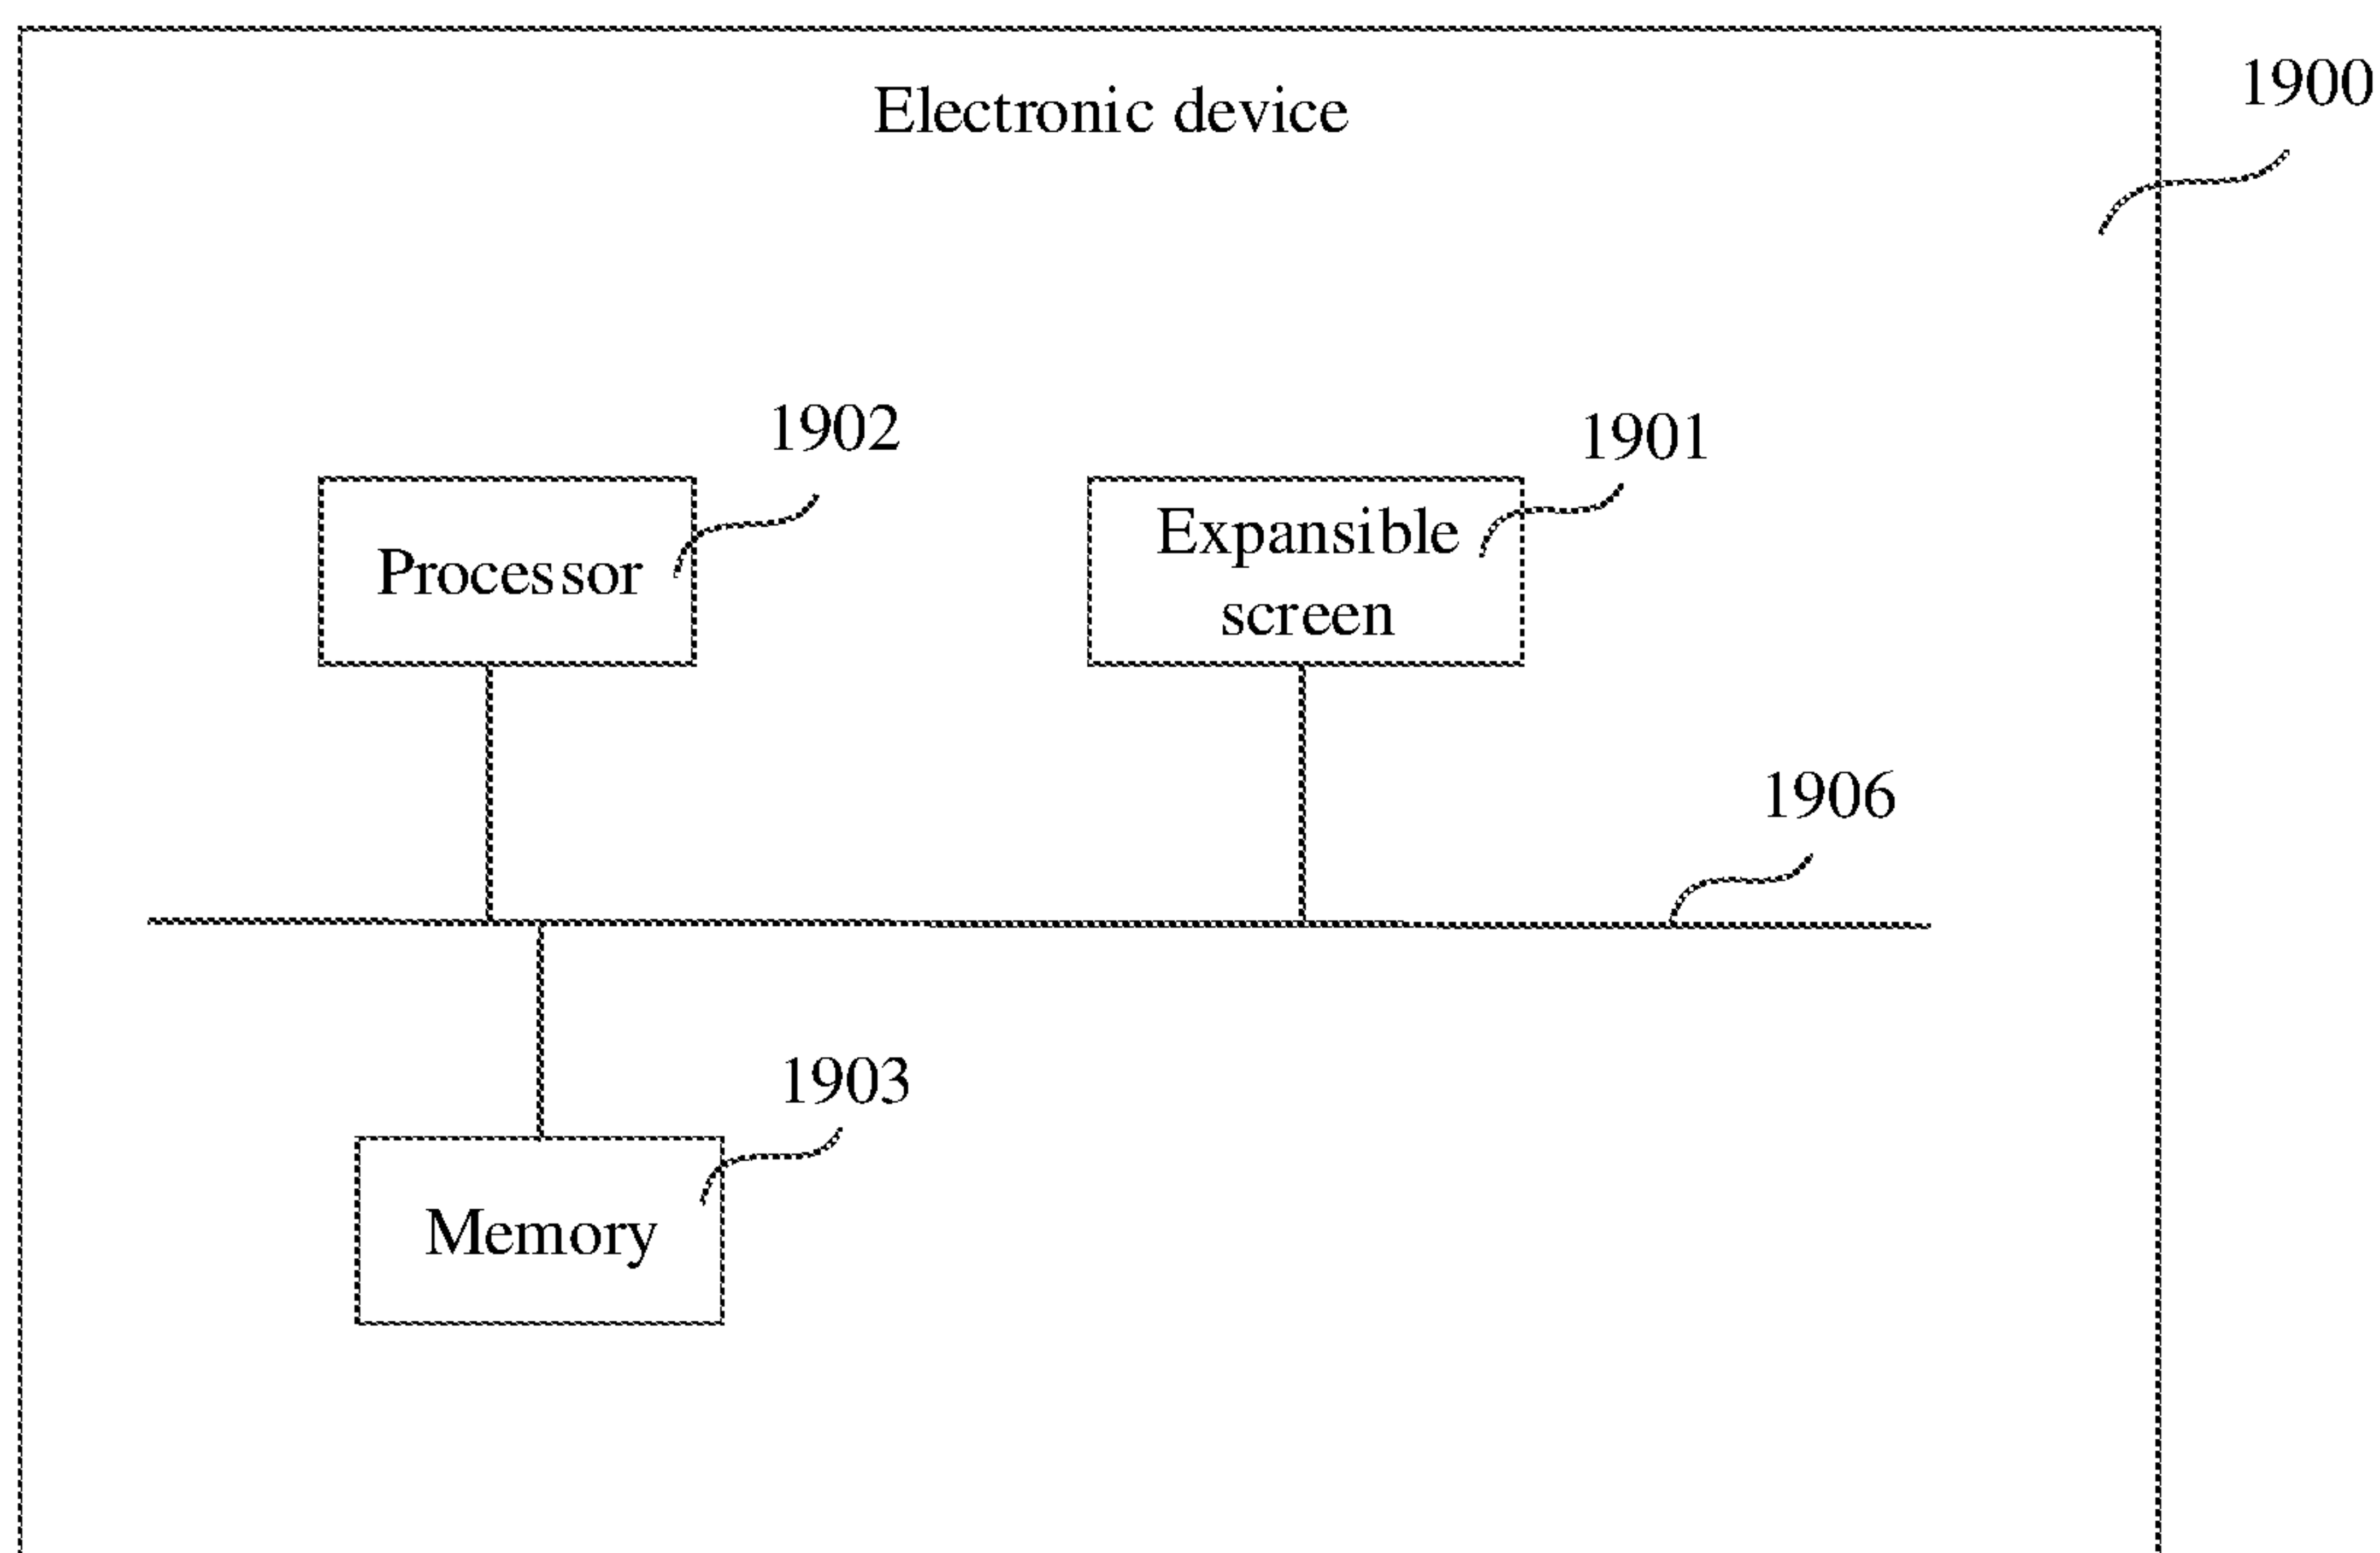 Electronic device
1900
1902
1901
Processor
Expansible
screen
1906
1903
Memory